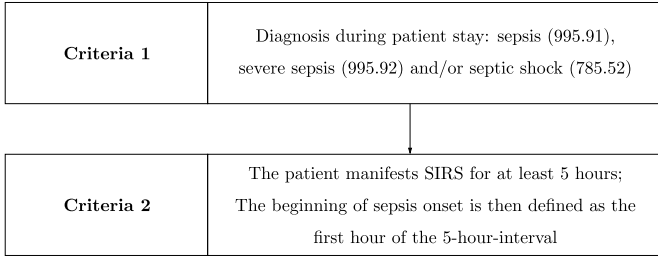 Criteria 1
Diagnosis during patient stay: sepsis (995.91),
severe sepsis (995.92) and/or septic shock (785.52)
Criteria 2
The patient manifests SIRS for at least 5 hours;
The beginning of sepsis onset is then defined as the
first hour of the 5-hour-interval